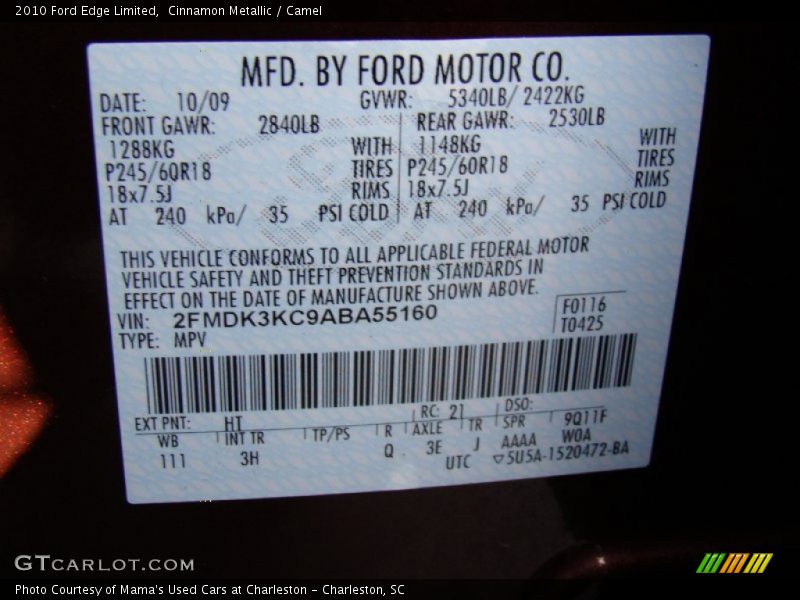 2010 Ford Edge Limited, Cinnamon Metallic / Camel
MFD. BY FORD MOTOR CO.
DATE: 10/09 GVWR: 5340LB/ 2422KG
FRONT GAWR: 2840LB REAR GAWR: 2530LB
1288KG WITH 1148KG WITH
P245/60R18 TIRES P245/60R18 TIRES
18x7.5J RIMS 18x7.5J RIMS
AT 240 kPa/ 35 PSI COLD AT 240 kPa/ 35 PSI COLD
THIS VEHICLE CONFORMS TO ALL APPLICABLE FEDERAL MOTOR
VEHICLE SAFETY AND THEFT PREVENTION STANDARDS IN
EFFECT ON THE DATE OF MANUFACTURE SHOWN ABOVE.
VIN: 2FMDK3KC9ABA55160 F0116
TYPE: MPV T0425
EXT PNT: HT RC: 21 DSO:
WB INT TR TP/PS R AXLE TR SPR 9Q11F
111 3H Q 3E J AAAA WOA
UTC ▽5U5A-1520472-BA
GTCARLOT.COM
Photo Courtesy of Mama's Used Cars at Charleston - Charleston, SC